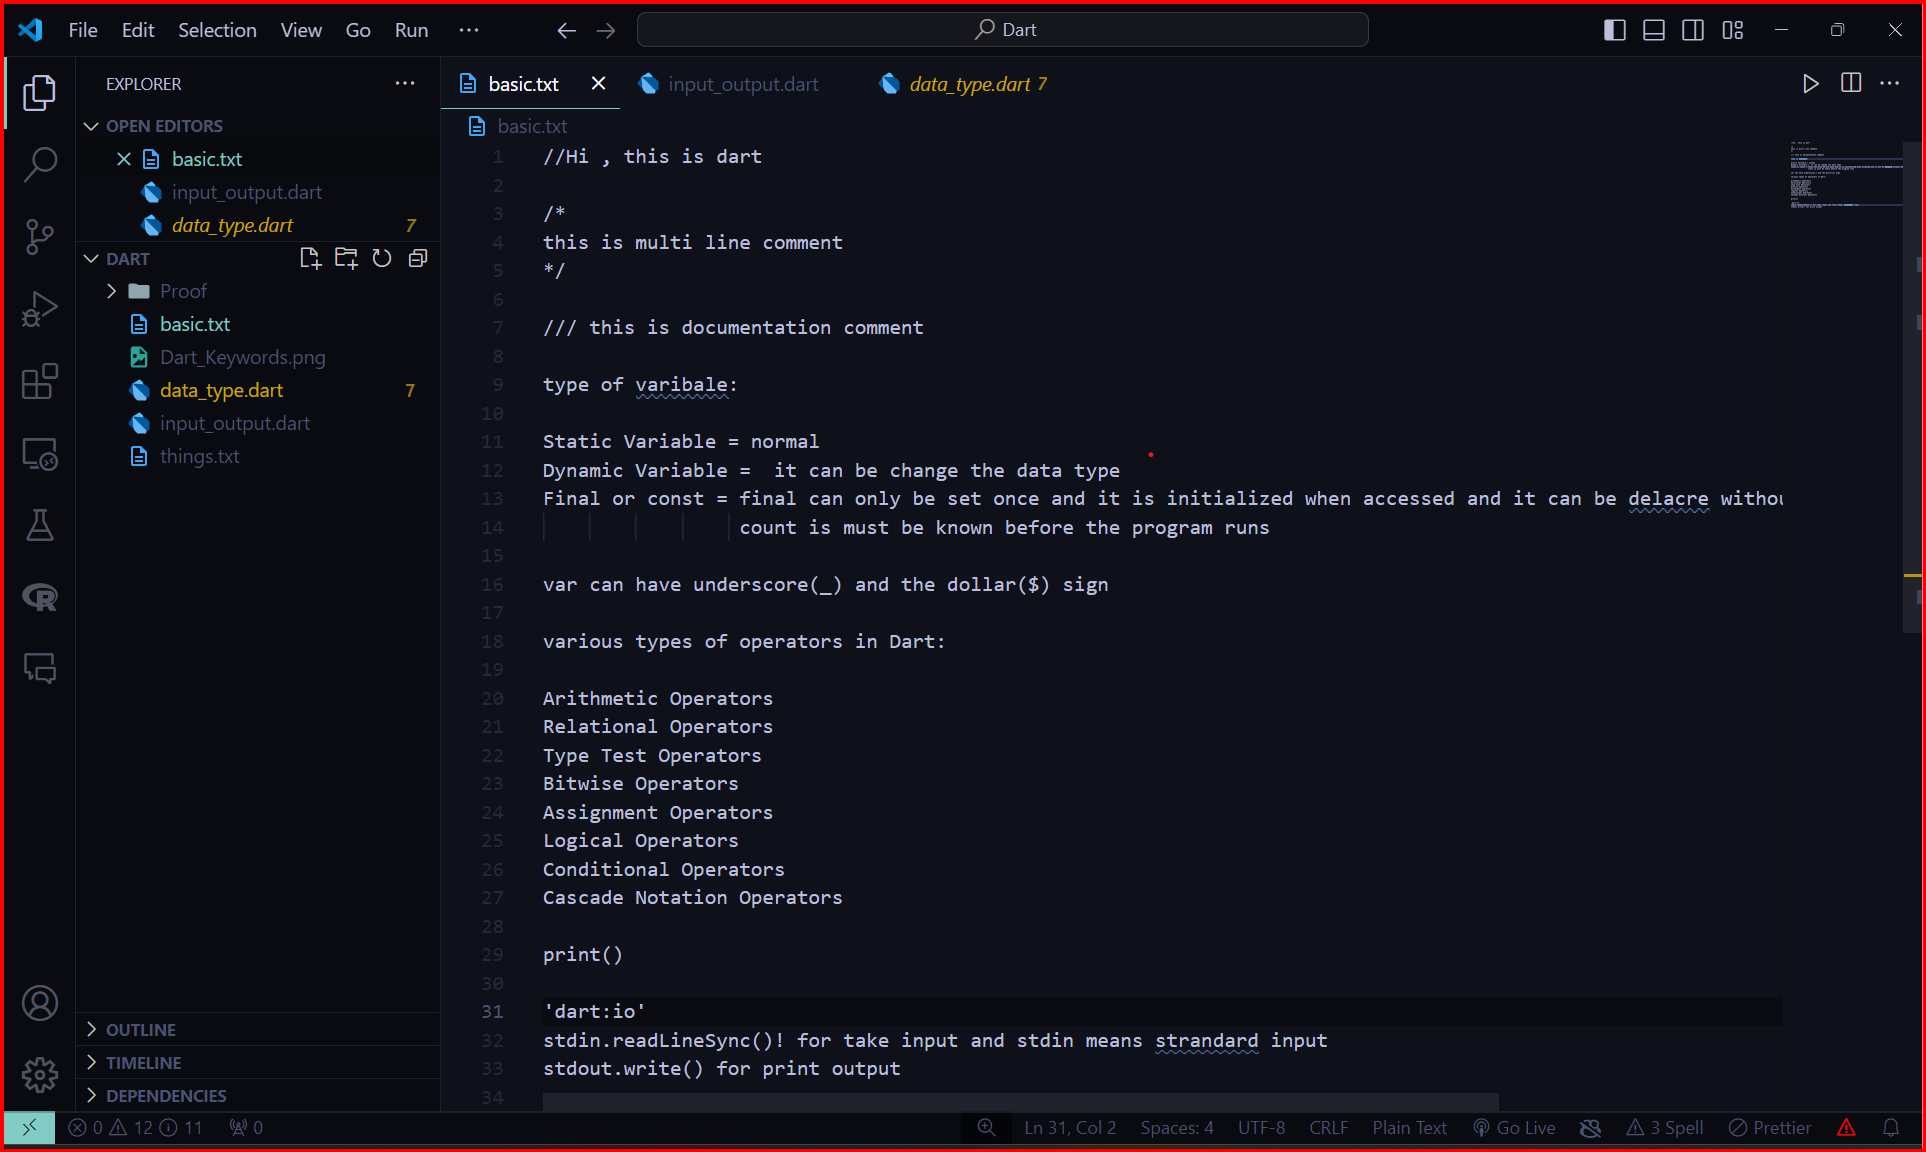 File Edit Selection View Go Run ...
Dart
EXPLORER
OPEN EDITORS
basic.txt
input_output.dart
data_type.dart 7
DART
Proof
basic.txt
Dart_Keywords.png
data_type.dart 7
input_output.dart
things.txt
OUTLINE
TIMELINE
DEPENDENCIES
basic.txt input_output.dart data_type.dart 7
basic.txt
1 //Hi , this is dart
2
3 /*
4 this is multi line comment
5 */
6
7 /// this is documentation comment
8
9 type of varibale:
10
11 Static Variable = normal
12 Dynamic Variable =  it can be change the data type
13 Final or const = final can only be set once and it is initialized when accessed and it can be delacre withou
14 count is must be known before the program runs
15
16 var can have underscore(_) and the dollar($) sign
17
18 various types of operators in Dart:
19
20 Arithmetic Operators
21 Relational Operators
22 Type Test Operators
23 Bitwise Operators
24 Assignment Operators
25 Logical Operators
26 Conditional Operators
27 Cascade Notation Operators
28
29 print()
30
31 'dart:io'
32 stdin.readLineSync()! for take input and stdin means strandard input
33 stdout.write() for print output
34
0 12 11 0 Ln 31, Col 2 Spaces: 4 UTF-8 CRLF Plain Text Go Live 3 Spell Prettier